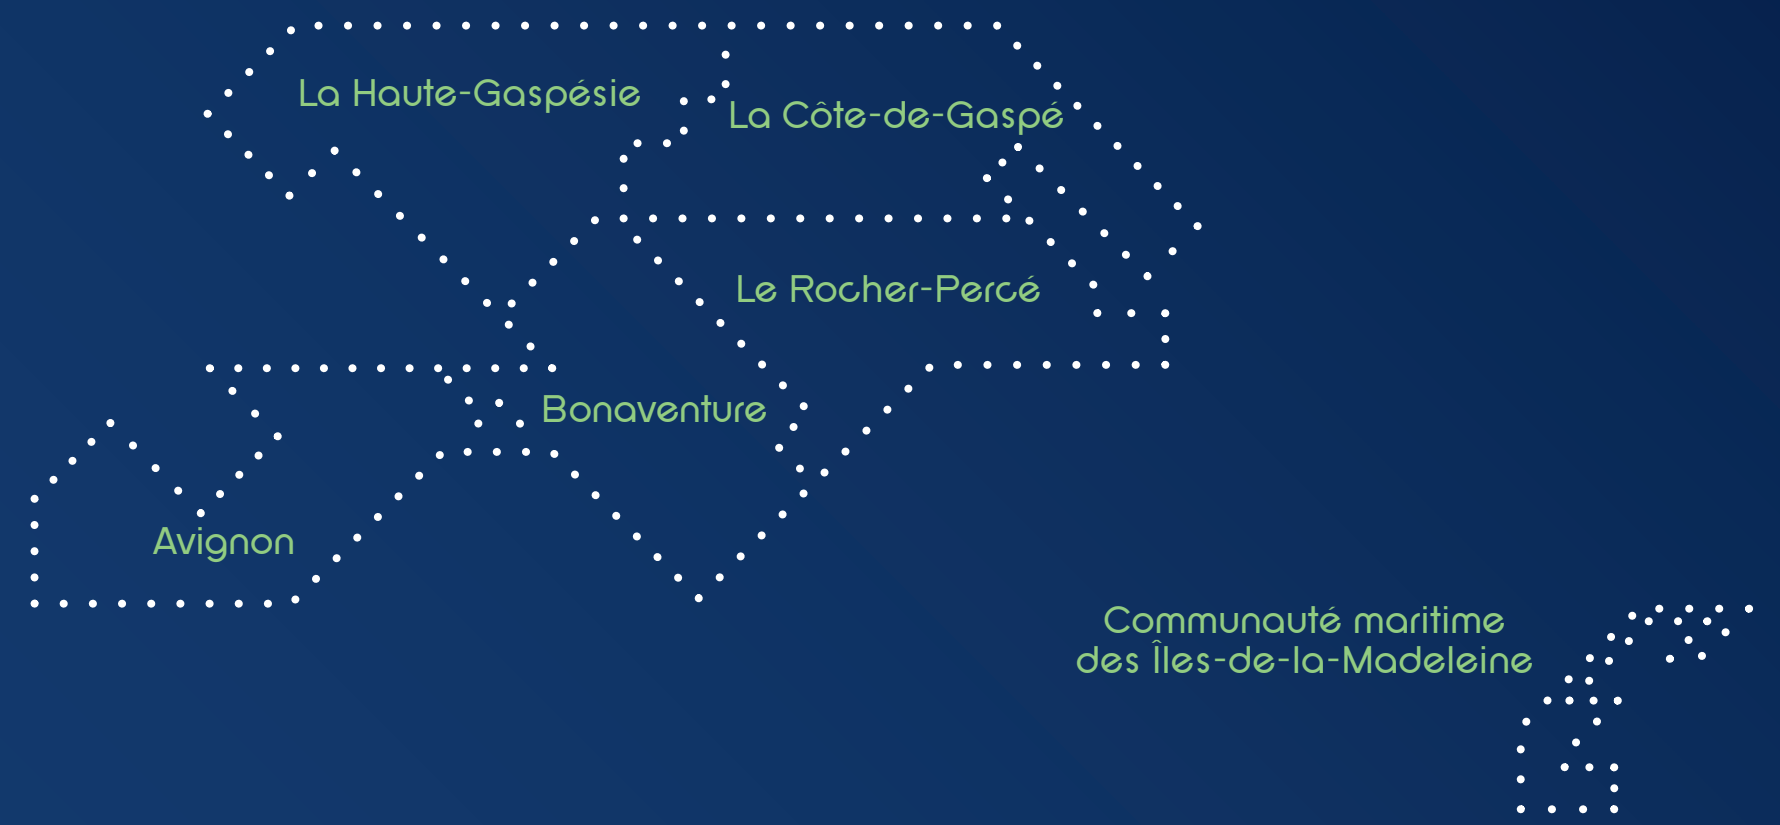 La Haute-Gaspésie
La Côte-de-Gaspé
Le Rocher-Percé
Bonaventure
Avignon
Communauté maritime
des Îles-de-la-Madeleine